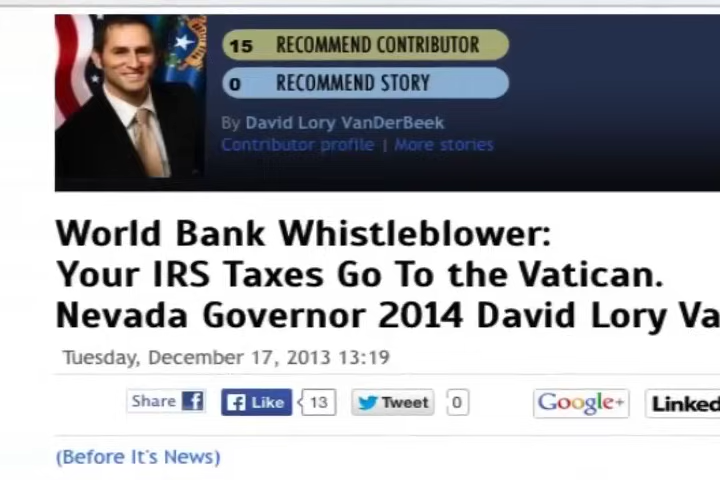 15 RECOMMEND CONTRIBUTOR
0 RECOMMEND STORY
By David Lory VanDerBeek
Contributor profile | More stories
World Bank Whistleblower:
Your IRS Taxes Go To the Vatican.
Nevada Governor 2014 David Lory Va
Tuesday, December 17, 2013 13:19
Share f f Like 13 Tweet 0 Google+ Linked
(Before It's News)